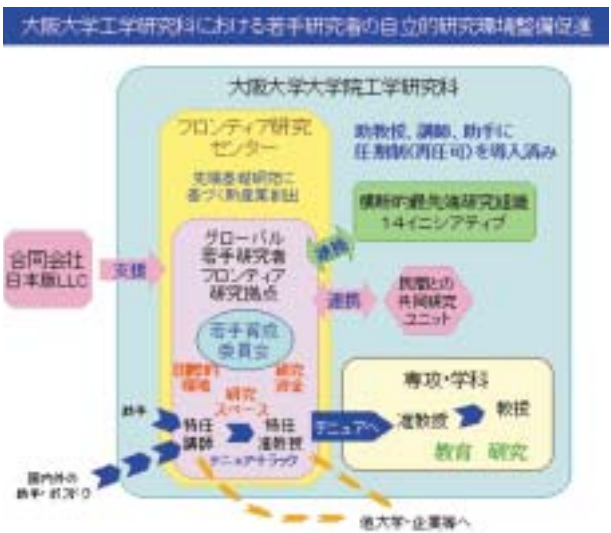 大阪大学工学研究科における若手研究者の自立的研究環境整備促進
大阪大学大学院工学研究科
フロンティア研究
センター
先端基礎研究に
基づく新産業創出
助教授、講師、助手に
任期制(再任可)を導入済み
横断的最先端研究組織
14イニシアティブ
連携
グローバル
若手研究者
フロンティア
研究拠点
合同会社
日本版LLC
支援
連携
民間との
共同研究
ユニット
若手育成
委員会
研究
資金
研究
スペース
専攻・学科
助手
特任
講師
特任
准教授
テニュアへ
准教授
教授
テニュアトラック
教育 研究
国内外の
助手・ポスドク
他大学・企業等へ